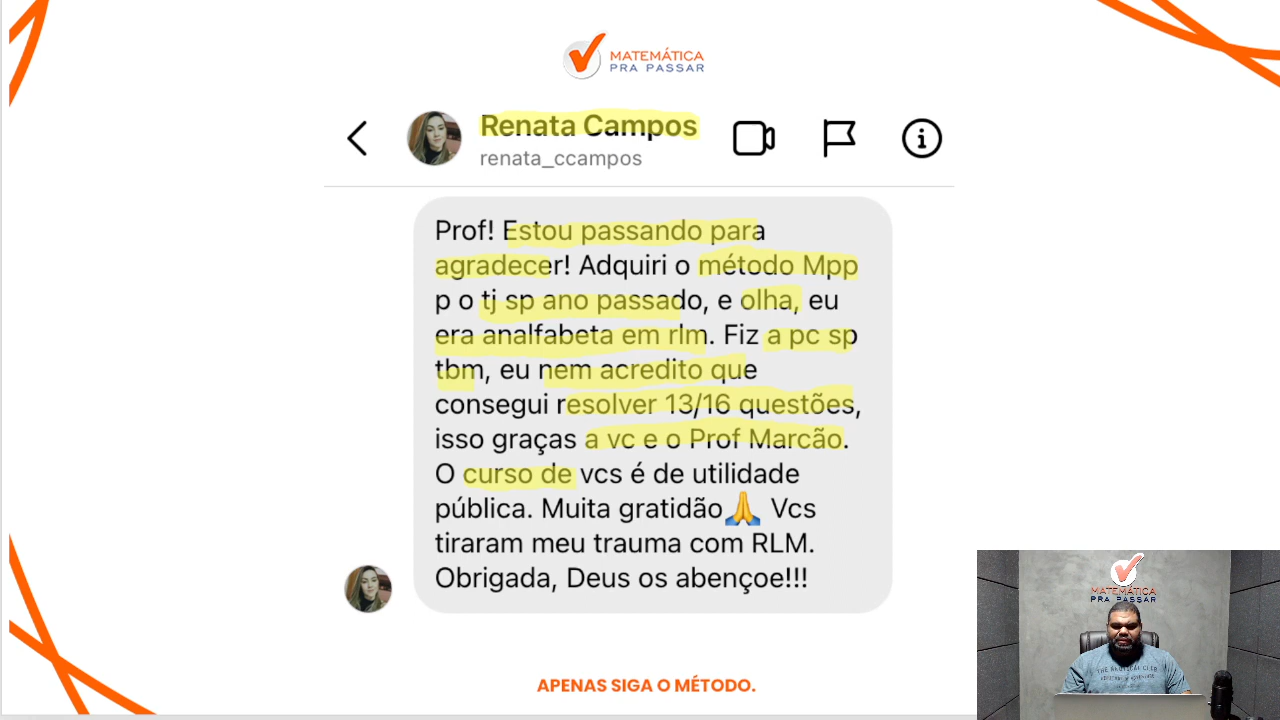 MATEMÁTICA
PRA PASSAR
Renata Campos
renata_ccampos
Prof! Estou passando para
agradecer! Adquiri o método Mpp
p o tj sp ano passado, e olha, eu
era analfabeta em rlm. Fiz a pc sp
tbm, eu nem acredito que
consegui resolver 13/16 questões,
isso graças a vc e o Prof Marcão.
O curso de vcs é de utilidade
pública. Muita gratidão🙏 Vcs
tiraram meu trauma com RLM.
Obrigada, Deus os abençoe!!!
APENAS SIGA O MÉTODO.
MATEMÁTICA
PRA PASSAR
THE NAUTICAL CLUB